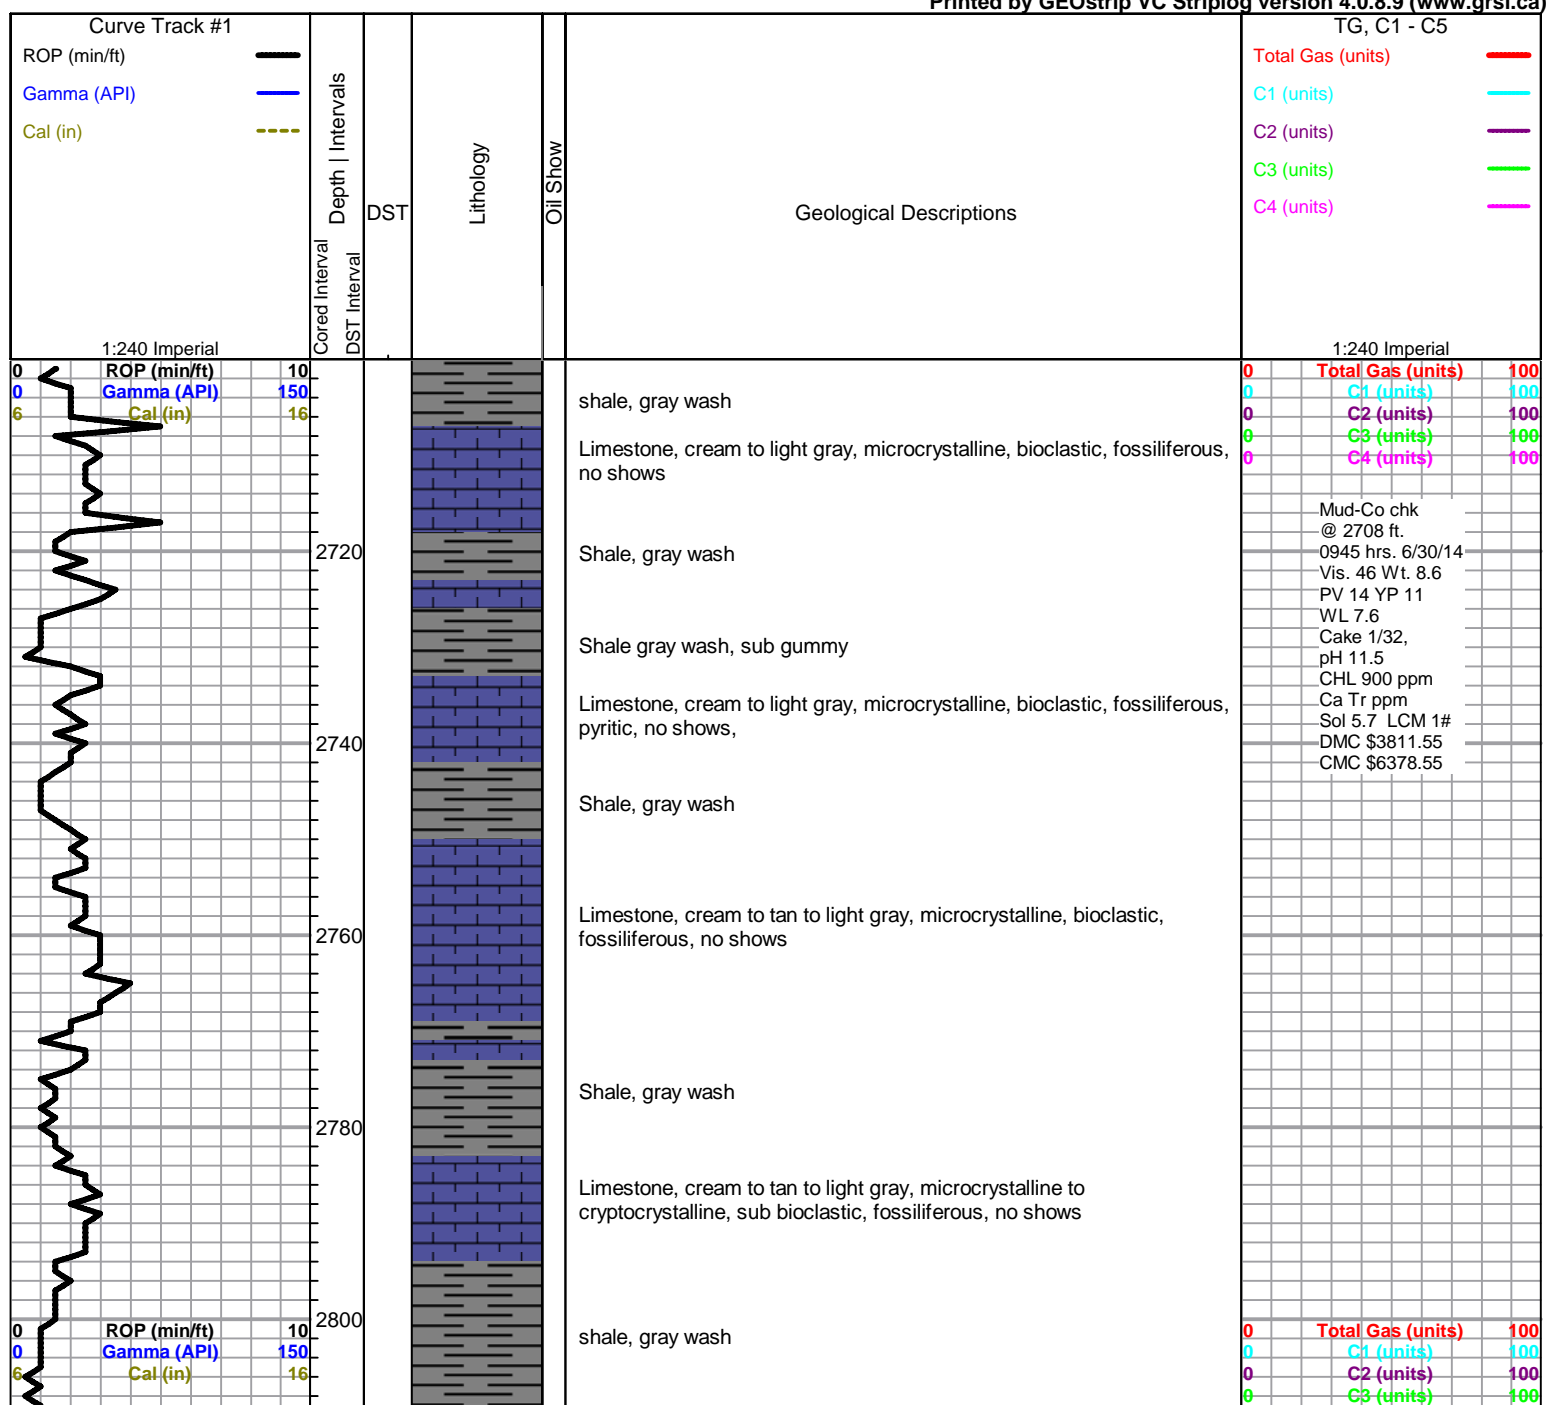 Printed by GEOstrip VC Striplog version 4.0.8.9 (www.grsi.ca)
Curve Track #1
ROP (min/ft)
Gamma (API)
Cal (in)
1:240 Imperial
Cored Interval
Depth | Intervals
DST Interval
DST
Lithology
Oil Show
Geological Descriptions
TG, C1 - C5
Total Gas (units)
C1 (units)
C2 (units)
C3 (units)
C4 (units)
1:240 Imperial
0 ROP (min/ft) 10
0 Gamma (API) 150
6 Cal (in) 16
0 Total Gas (units) 100
0 C1 (units) 100
0 C2 (units) 100
0 C3 (units) 100
0 C4 (units) 100
shale, gray wash
Limestone, cream to light gray, microcrystalline, bioclastic, fossiliferous,
no shows
Mud-Co chk
@ 2708 ft.
0945 hrs. 6/30/14
Vis. 46 Wt. 8.6
PV 14 YP 11
WL 7.6
Cake 1/32,
pH 11.5
CHL 900 ppm
Ca Tr ppm
Sol 5.7 LCM 1#
DMC $3811.55
CMC $6378.55
2720
Shale, gray wash
Shale gray wash, sub gummy
Limestone, cream to light gray, microcrystalline, bioclastic, fossiliferous,
pyritic, no shows,
2740
Shale, gray wash
Limestone, cream to tan to light gray, microcrystalline, bioclastic,
fossiliferous, no shows
2760
Shale, gray wash
2780
Limestone, cream to tan to light gray, microcrystalline to
cryptocrystalline, sub bioclastic, fossiliferous, no shows
2800
shale, gray wash
0 ROP (min/ft) 10
0 Gamma (API) 150
6 Cal (in) 16
0 Total Gas (units) 100
0 C1 (units) 100
0 C2 (units) 100
0 C3 (units) 100